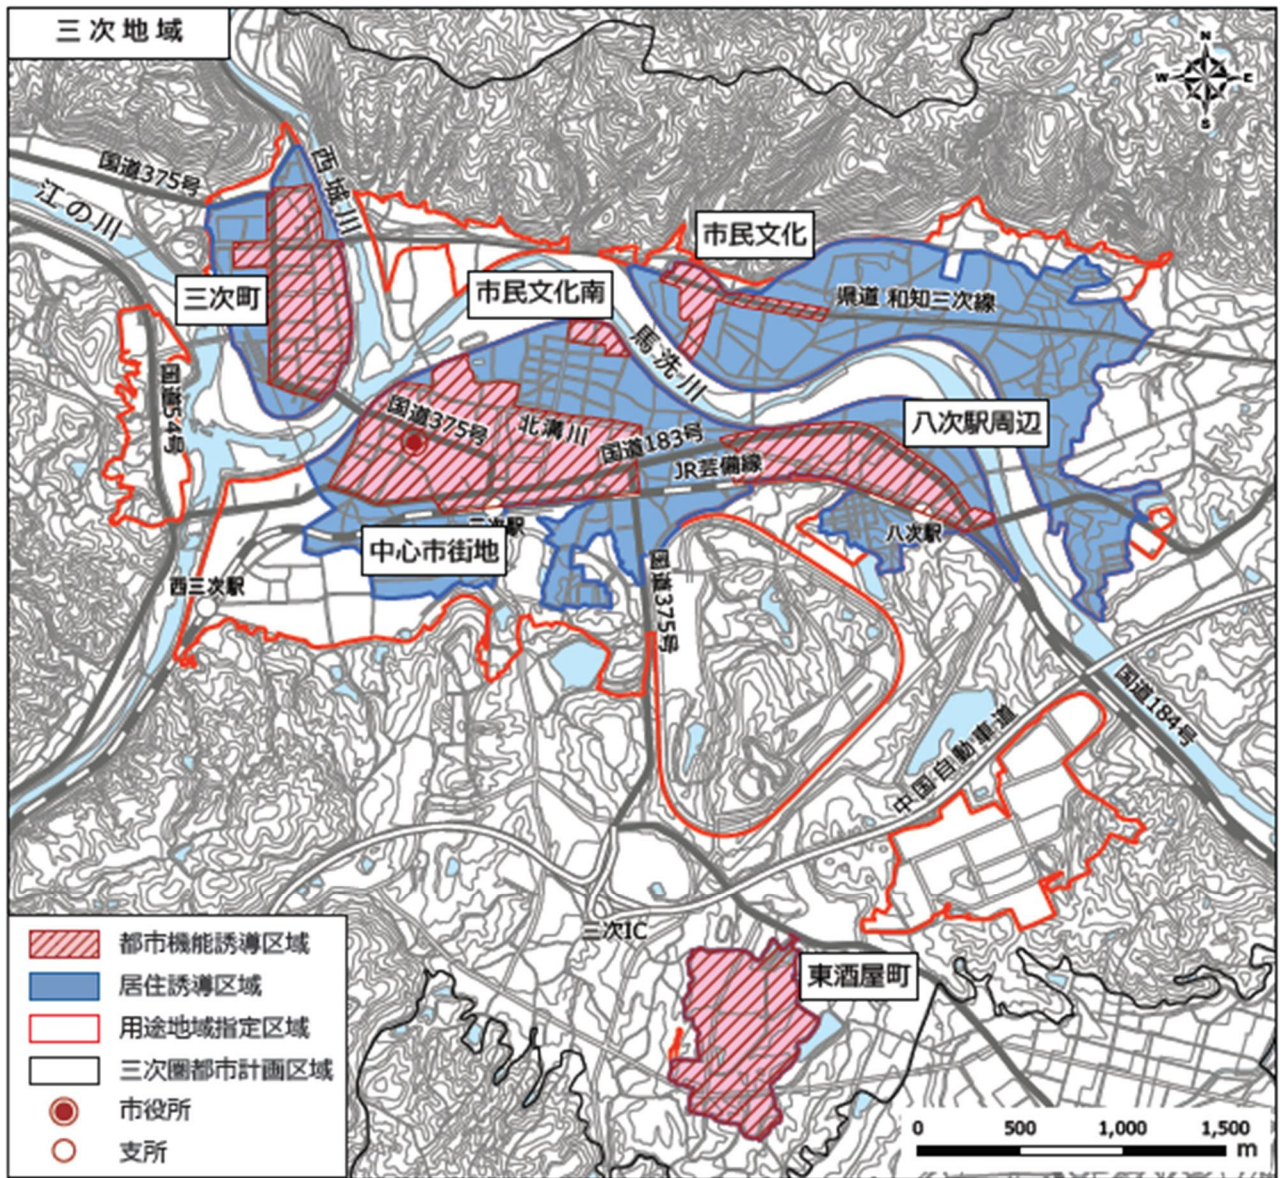 三次地域
N
W
E
S
国道375号
西城川
江の川
市民文化
三次町
市民文化南
県道 和知三次線
馬洗川
国道54号
国道375号
北溝川
国道183号
JR芸備線
八次駅周辺
三次駅
中心市街地
八次駅
西三次駅
国道375号
国道184号
中国自動車道
三次IC
東酒屋町
都市機能誘導区域
居住誘導区域
用途地域指定区域
三次圏都市計画区域
市役所
支所
0 500 1,000 1,500
m